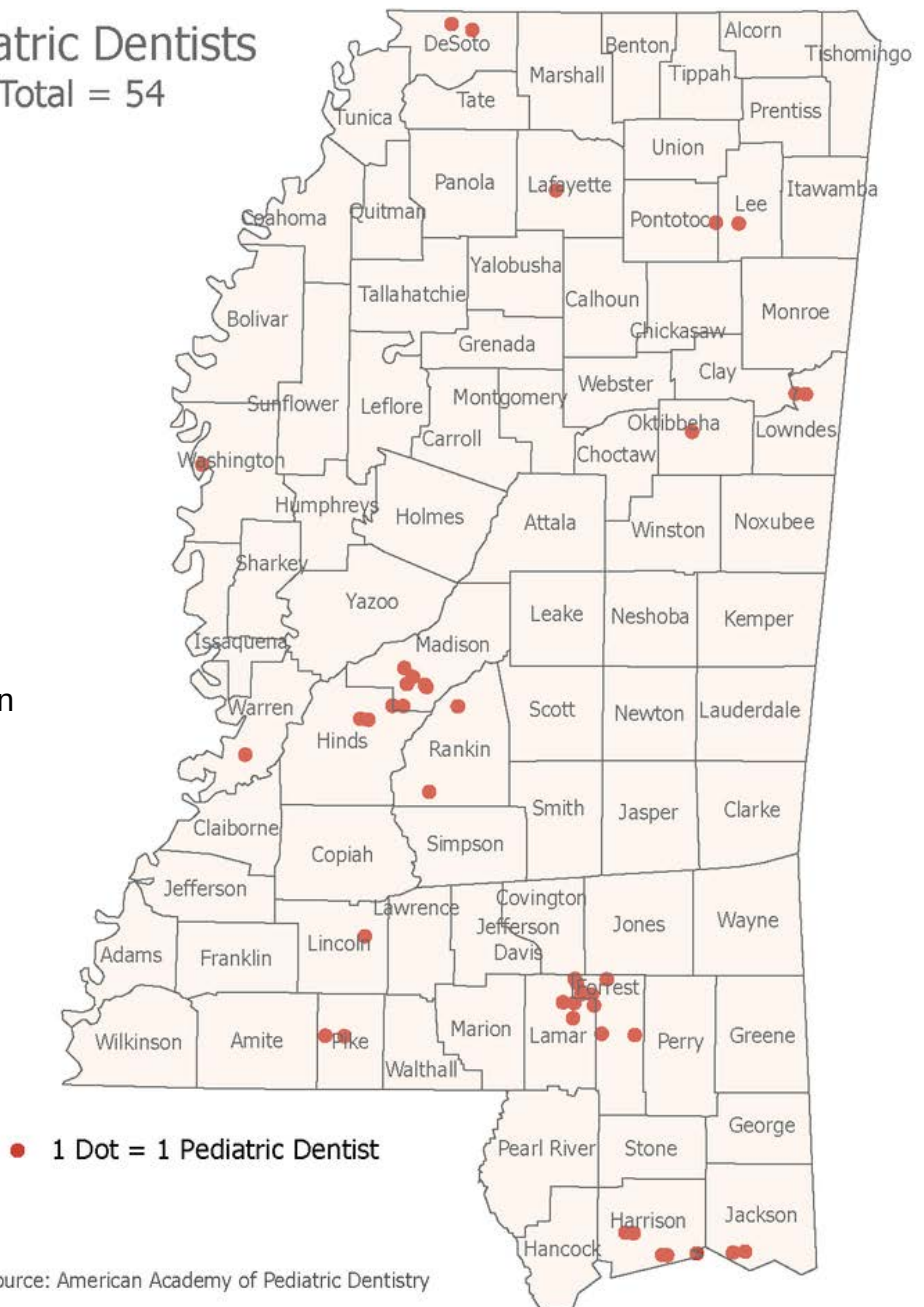 atric Dentists
Total = 54
DeSoto
Benton
Alcorn
Tishomingo
Marshall
Tippah
Tate
Prentiss
Tunica
Union
Panola
Lafayette
Itawamba
Lee
Coahoma
Quitman
Pontotoc
Yalobusha
Tallahatchie
Calhoun
Monroe
Bolivar
Chickasaw
Grenada
Clay
Webster
Montgomery
Sunflower
Leflore
Oktibbeha
Lowndes
Carroll
Choctaw
Washington
Humphreys
Holmes
Attala
Winston
Noxubee
Sharkey
Yazoo
Leake
Neshoba
Kemper
Issaquena
Madison
n
Warren
Scott
Newton
Lauderdale
Hinds
Rankin
Smith
Jasper
Clarke
Claiborne
Simpson
Copiah
Jefferson
Covington
Lawrence
Jefferson
Davis
Jones
Wayne
Lincoln
Adams
Franklin
Forrest
Marion
Lamar
Perry
Greene
Wilkinson
Amite
Pike
Walthall
George
1 Dot = 1 Pediatric Dentist
Pearl River
Stone
Harrison
Jackson
Hancock
ource: American Academy of Pediatric Dentistry